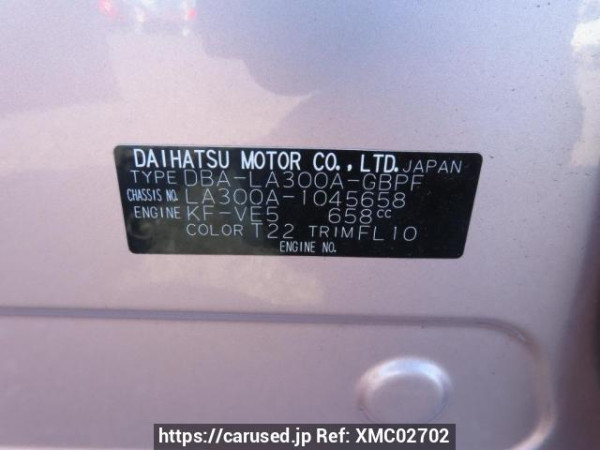 DAIHATSU MOTOR CO., LTD. JAPAN
TYPE DBA-LA300A-GBPF
CHASSIS NO. LA300A-1045658
ENGINE KF-VE5 658cc
COLOR T22 TRIM FL10
ENGINE NO.
https://carused.jp Ref: XMC02702